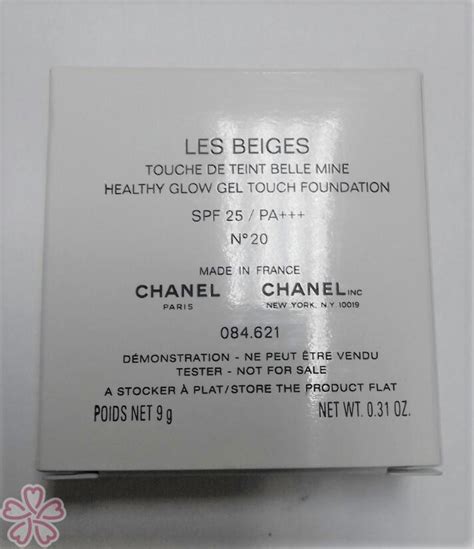 LES BEIGES
TOUCHE DE TEINT BELLE MINE
HEALTHY GLOW GEL TOUCH FOUNDATION
SPF 25 / PA+++
N°20
MADE IN FRANCE
CHANEL CHANEL INC
PARIS NEW YORK, N.Y. 10019
084.621
DÉMONSTRATION - NE PEUT ÊTRE VENDU
TESTER - NOT FOR SALE
A STOCKER À PLAT/STORE THE PRODUCT FLAT
POIDS NET 9 g NET WT. 0.31 OZ.